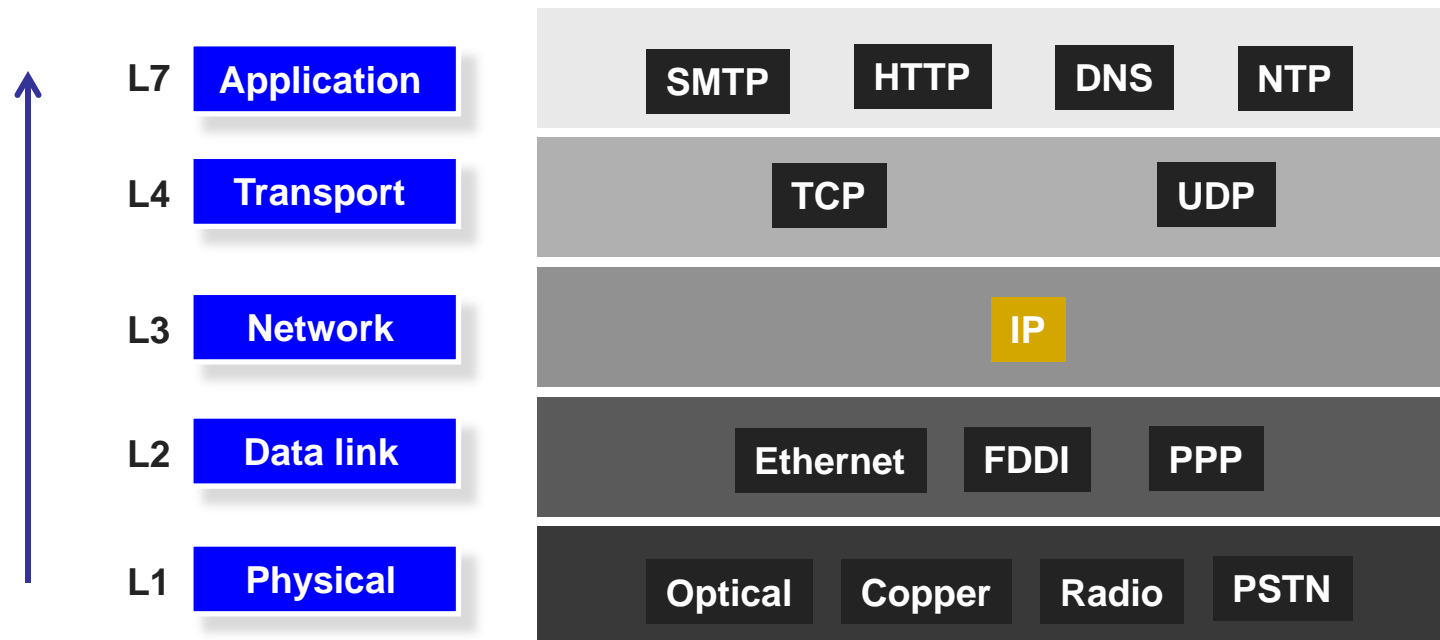 L7 Application SMTP HTTP DNS NTP
L4 Transport TCP UDP
L3 Network IP
L2 Data link Ethernet FDDI PPP
L1 Physical Optical Copper Radio PSTN